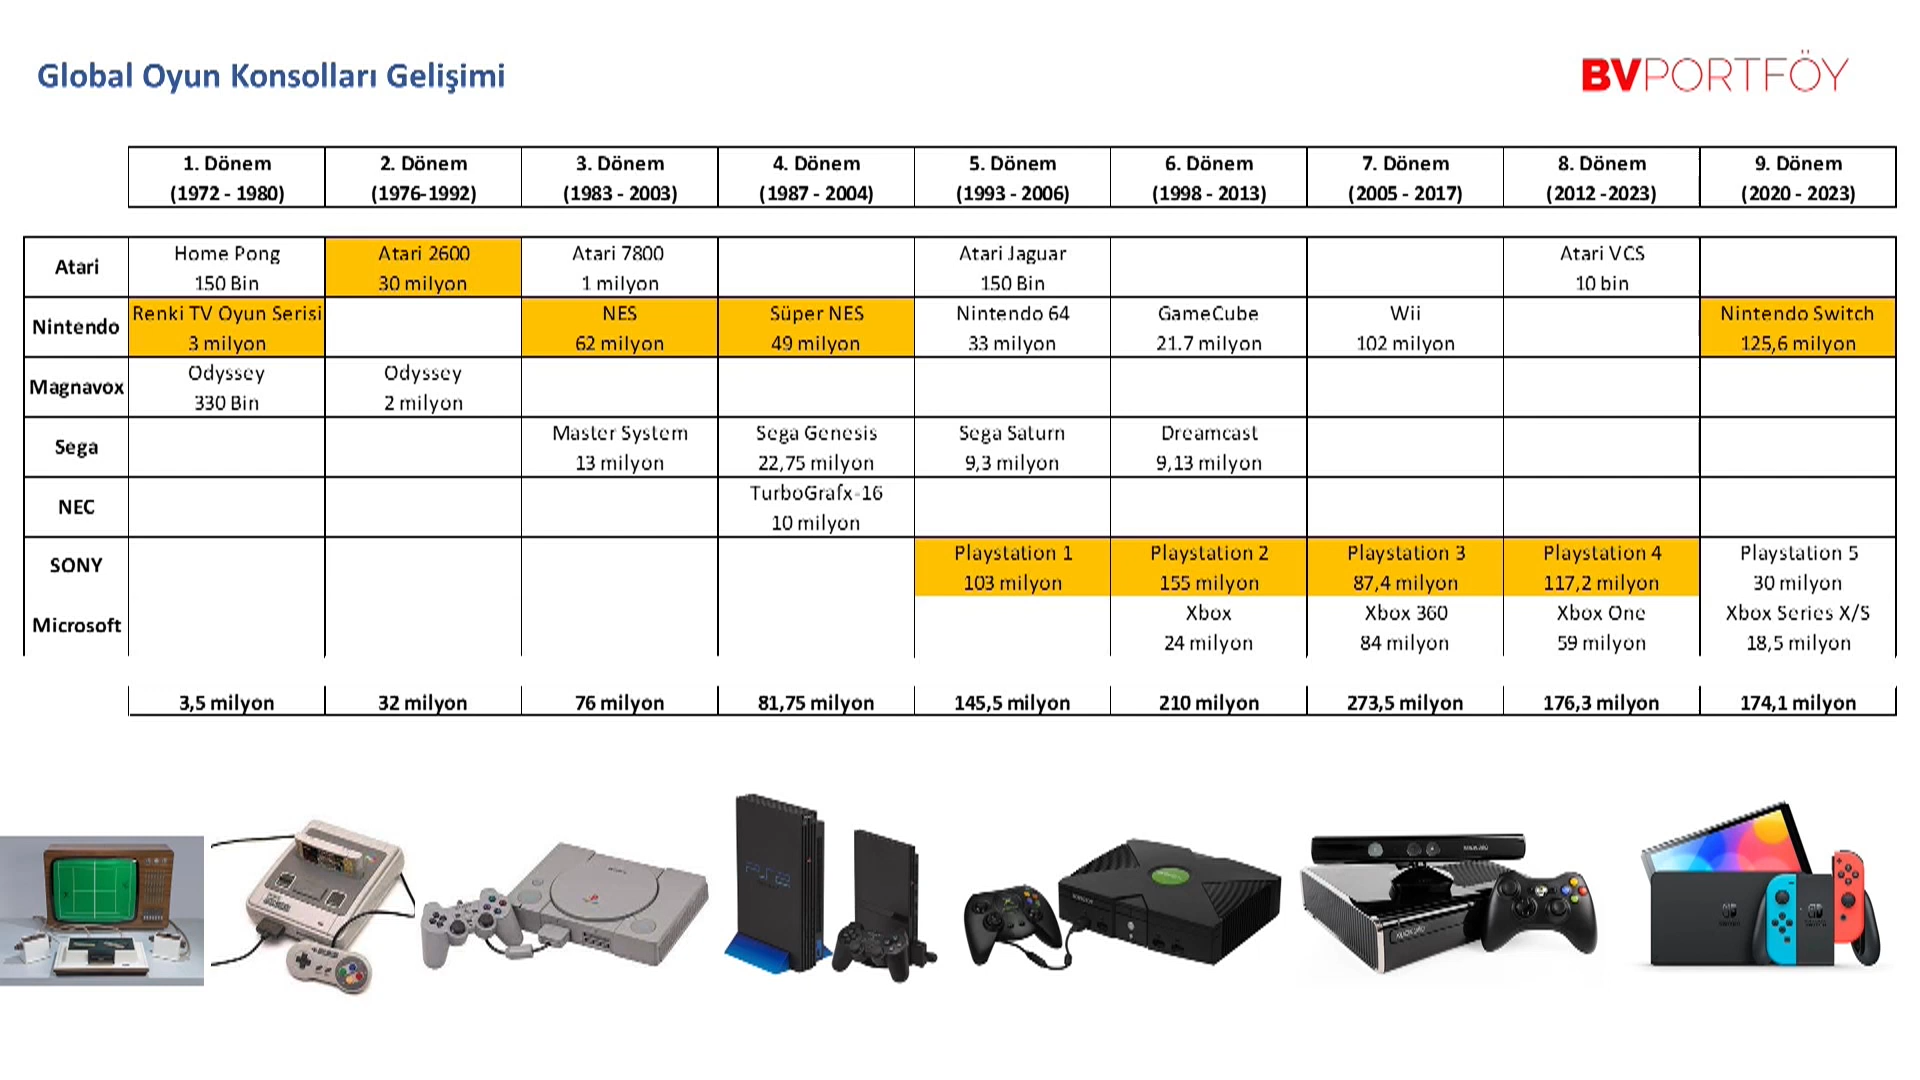 Global Oyun Konsolları Gelişimi
BVPORTFÖY
1. Dönem 2. Dönem 3. Dönem 4. Dönem 5. Dönem 6. Dönem 7. Dönem 8. Dönem 9. Dönem
(1972 - 1980) (1976-1992) (1983 - 2003) (1987 - 2004) (1993 - 2006) (1998 - 2013) (2005 - 2017) (2012 -2023) (2020 - 2023)
Atari
Home Pong Atari 2600 Atari 7800 Atari Jaguar Atari VCS
150 Bin 30 milyon 1 milyon 150 Bin 10 bin
Nintendo
Renki TV Oyun Serisi NES Süper NES Nintendo 64 GameCube Wii Nintendo Switch
3 milyon 62 milyon 49 milyon 33 milyon 21.7 milyon 102 milyon 125,6 milyon
Magnavox
Odyssey Odyssey
330 Bin 2 milyon
Sega
Master System Sega Genesis Sega Saturn Dreamcast
13 milyon 22,75 milyon 9,3 milyon 9,13 milyon
NEC
TurboGrafx-16
10 milyon
SONY
Playstation 1 Playstation 2 Playstation 3 Playstation 4 Playstation 5
103 milyon 155 milyon 87,4 milyon 117,2 milyon 30 milyon
Microsoft
Xbox Xbox 360 Xbox One Xbox Series X/S
24 milyon 84 milyon 59 milyon 18,5 milyon
3,5 milyon 32 milyon 76 milyon 81,75 milyon 145,5 milyon 210 milyon 273,5 milyon 176,3 milyon 174,1 milyon